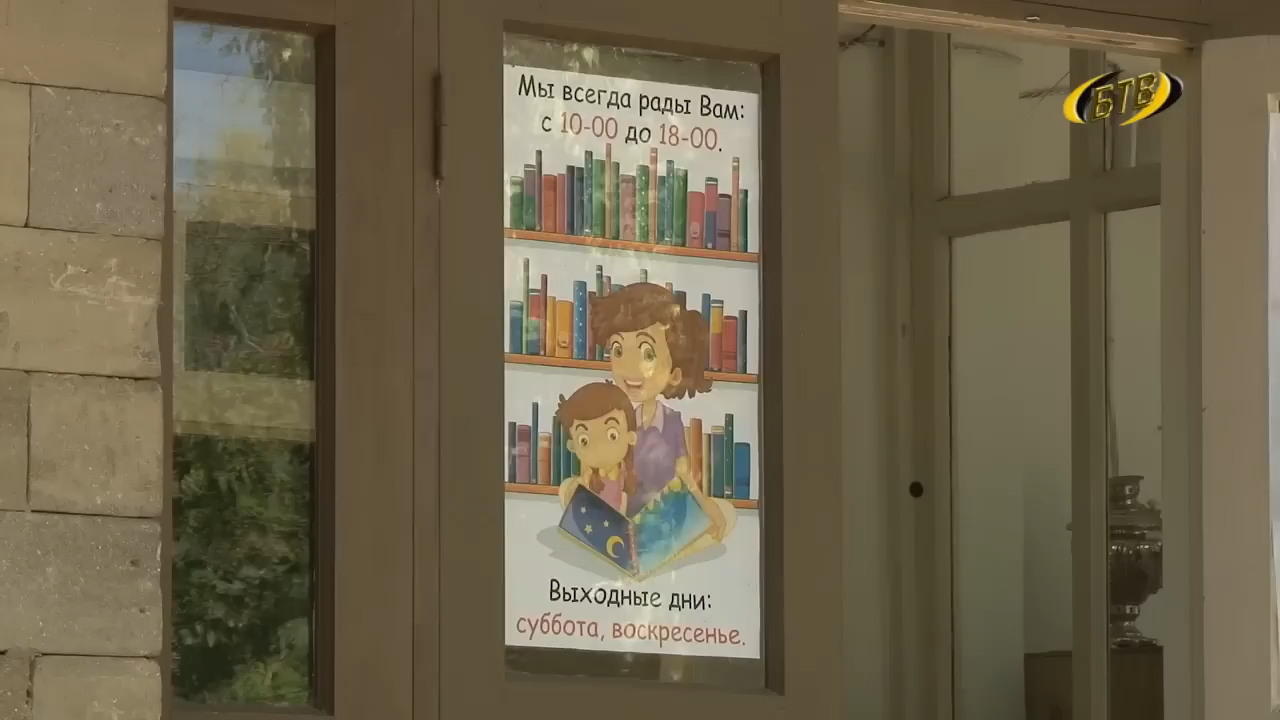 БТВ
Мы всегда рады Вам:
с 10-00 до 18-00.
Выходные дни:
суббота, воскресенье.